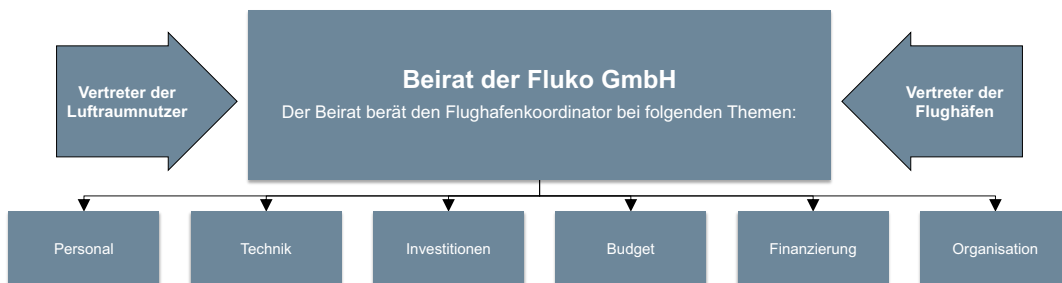 Vertreter der
Luftraumnutzer
Beirat der Fluko GmbH
Der Beirat berät den Flughafenkoordinator bei folgenden Themen:
Vertreter der
Flughäfen
Personal
Technik
Investitionen
Budget
Finanzierung
Organisation